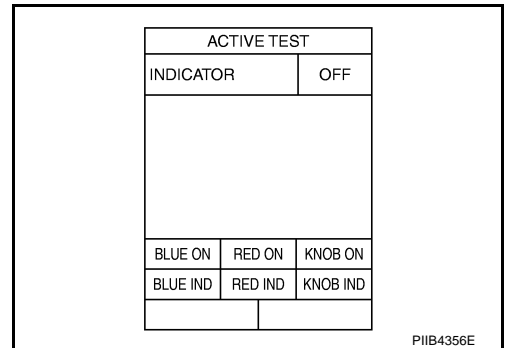 ACTIVE TEST
INDICATOR OFF
BLUE ON RED ON KNOB ON
BLUE IND RED IND KNOB IND
PIIB4356E